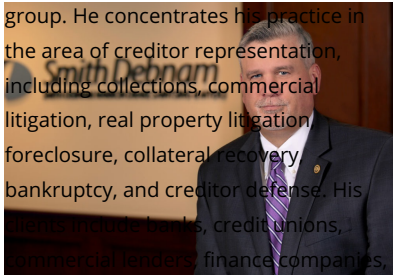 group. He concentrates his practice in
the area of creditor representation,
Smith Debnam
including collections, commercial
litigation, real property litigation,
foreclosure, collateral recovery,
bankruptcy, and creditor defense. His
clients include banks, credit unions,
commercial lenders, finance companies,